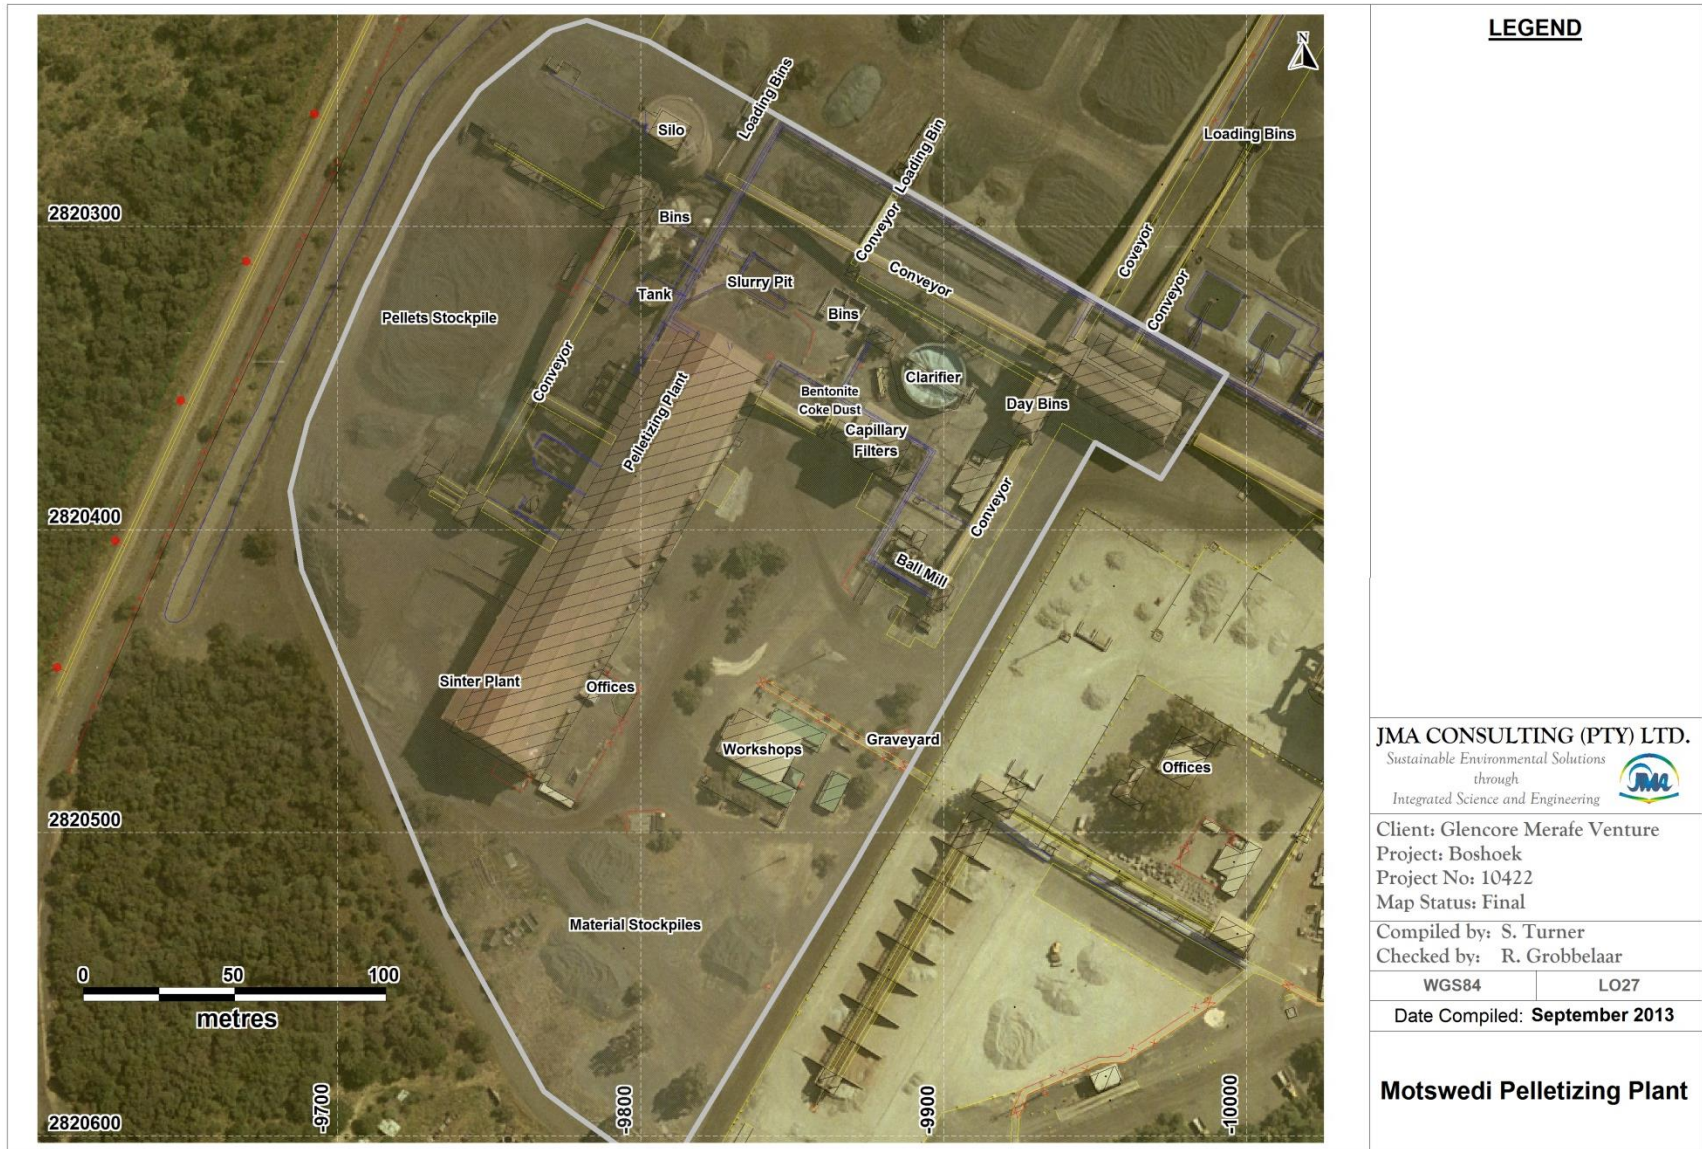 LEGEND
N
Loading Bins
Silo
Loading Bin
Loading Bins
2820300
Bins
Conveyor
Coveyor
Conveyor
Conveyor
Slurry Pit
Tank
Bins
Pellets Stockpile
Conveyor
Clarifier
Pelletizing Plant
Bentonite
Coke Dust
Day Bins
Capillary
Filters
2820400
Conveyor
Ball Mill
Sinter Plant
Offices
Workshops
Graveyard
Offices
2820500
Material Stockpiles
0 50 100
metres
-9700
-9800
-9900
-10000
2820600
JMA CONSULTING (PTY) LTD.
Sustainable Environmental Solutions
through
Integrated Science and Engineering
JMA
Client: Glencore Merafe Venture
Project: Boshoek
Project No: 10422
Map Status: Final
Compiled by: S. Turner
Checked by: R. Grobbelaar
WGS84 LO27
Date Compiled: September 2013
Motswedi Pelletizing Plant